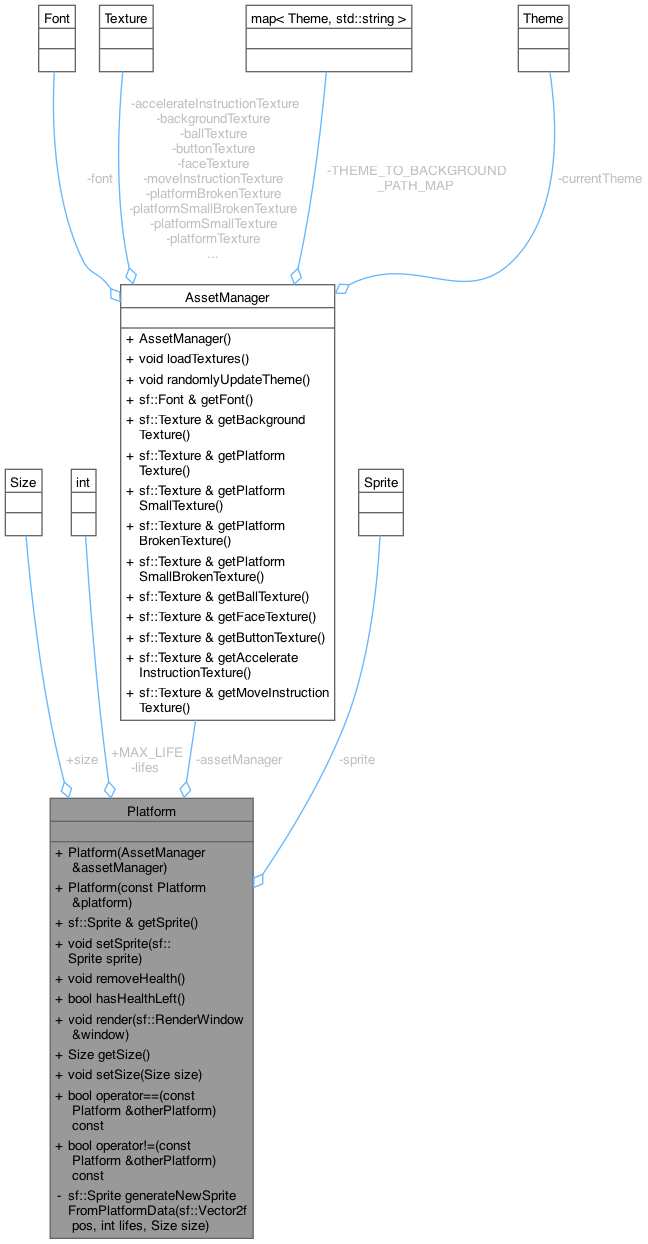 Font
Texture
map< Theme, std::string >
Theme
-accelerateInstructionTexture
-backgroundTexture
-ballTexture
-buttonTexture
-faceTexture
-moveInstructionTexture
-platformBrokenTexture
-platformSmallBrokenTexture
-platformSmallTexture
-platformTexture
...
-font
-THEME_TO_BACKGROUND
_PATH_MAP
-currentTheme
AssetManager
+ AssetManager()
+ void loadTextures()
+ void randomlyUpdateTheme()
+ sf::Font & getFont()
+ sf::Texture & getBackground
Texture()
+ sf::Texture & getPlatform
Texture()
+ sf::Texture & getPlatform
SmallTexture()
+ sf::Texture & getPlatform
BrokenTexture()
+ sf::Texture & getPlatform
SmallBrokenTexture()
+ sf::Texture & getBallTexture()
+ sf::Texture & getFaceTexture()
+ sf::Texture & getButtonTexture()
+ sf::Texture & getAccelerate
InstructionTexture()
+ sf::Texture & getMoveInstruction
Texture()
Size
int
Sprite
+size
+MAX_LIFE
-lifes
-assetManager
-sprite
Platform
+ Platform(AssetManager
&assetManager)
+ Platform(const Platform
&platform)
+ sf::Sprite & getSprite()
+ void setSprite(sf::
Sprite sprite)
+ void removeHealth()
+ bool hasHealthLeft()
+ void render(sf::RenderWindow
&window)
+ Size getSize()
+ void setSize(Size size)
+ bool operator==(const
Platform &otherPlatform)
const
+ bool operator!=(const
Platform &otherPlatform)
const
- sf::Sprite generateNewSprite
FromPlatformData(sf::Vector2f
pos, int lifes, Size size)